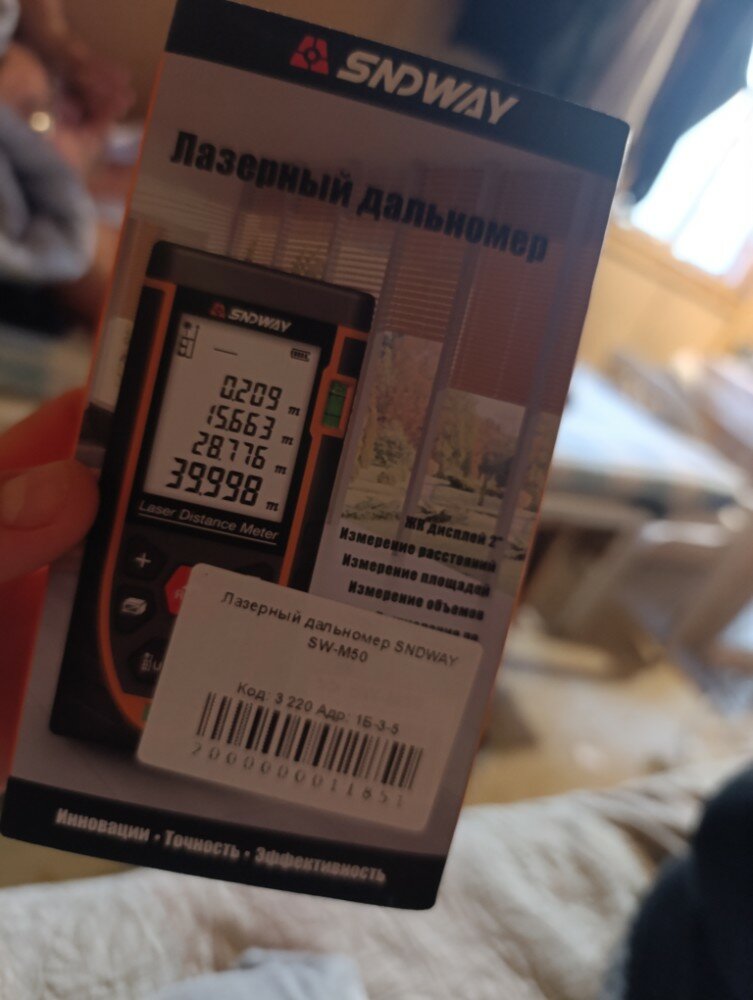 SNDWAY
Лазерный дальномер
SNDWAY
0.209 m
15.663 m
28.776 m
39.998 m
Laser Distance Meter
ЖК дисплей 2"
Измерение расстояний
Измерение площадей
Измерение объемов
Лазерный дальномер SNDWAY
SW-M50
Код: 3 220 Адр: 1Б-3-5
2000000011851
Инновации • Точность • Эффективность